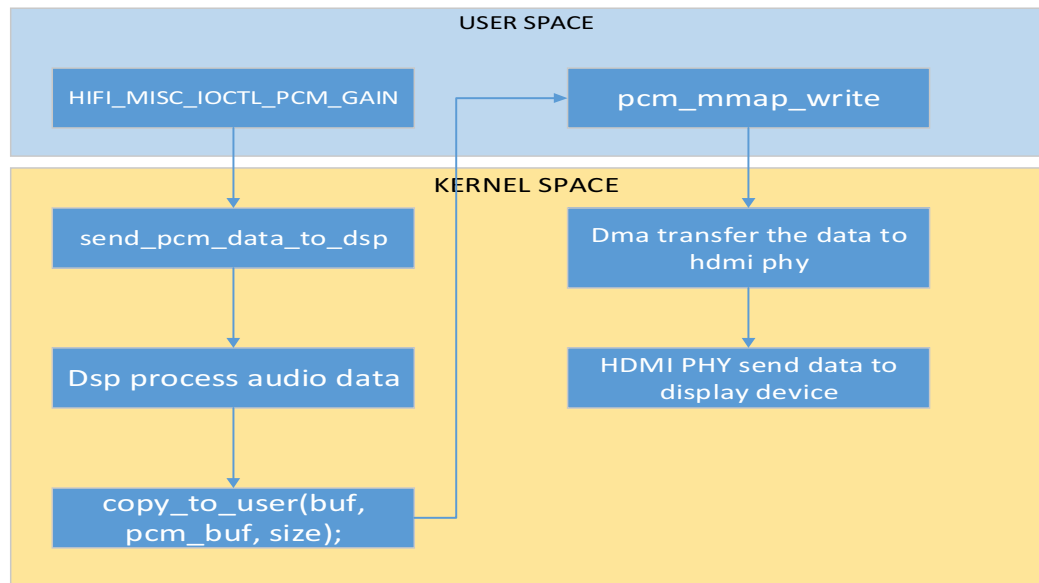 USER SPACE
HIFI_MISC_IOCTL_PCM_GAIN
pcm_mmap_write
KERNEL SPACE
send_pcm_data_to_dsp
Dma transfer the data to
hdmi phy
Dsp process audio data
HDMI PHY send data to
display device
copy_to_user(buf,
pcm_buf, size);